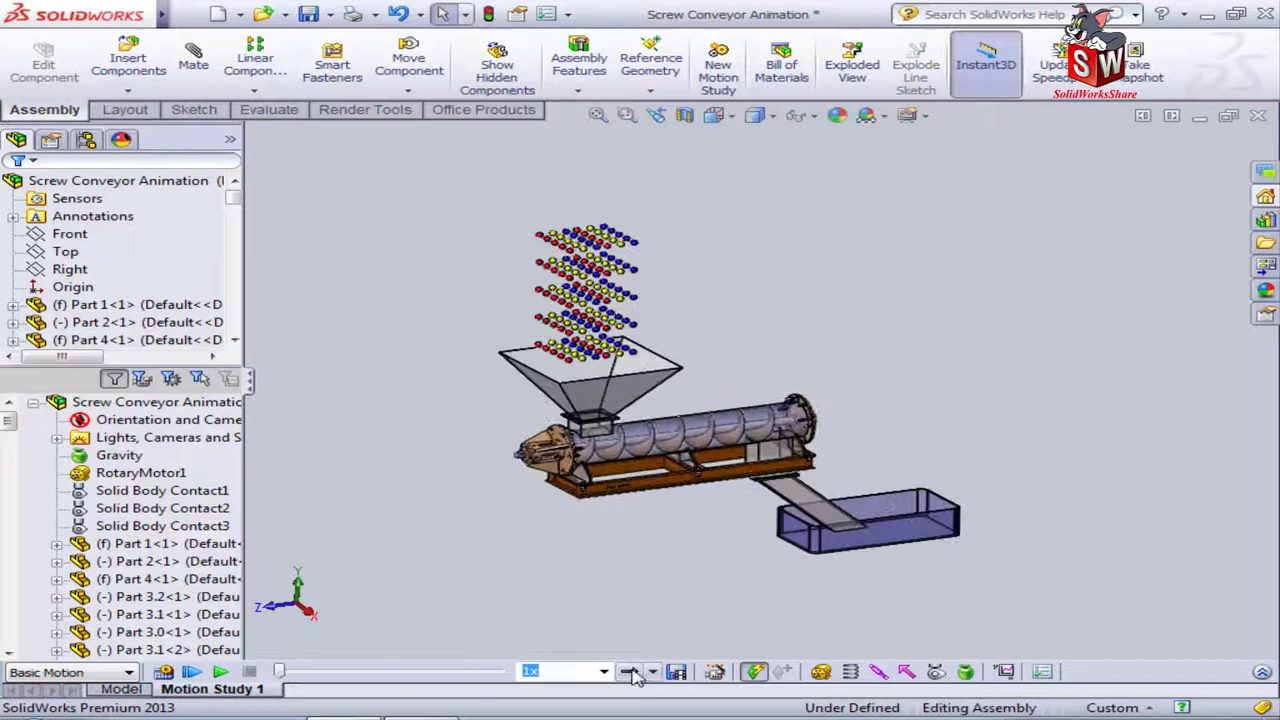 SOLIDWORKS
Screw Conveyor Animation *
Search SolidWorks Help
Edit Component
Insert Components
Mate
Linear Compon...
Smart Fasteners
Move Component
Show Hidden Components
Assembly Features
Reference Geometry
New Motion Study
Bill of Materials
Exploded View
Explode Line Sketch
Instant3D
SW
SolidWorksShare
Assembly
Layout
Sketch
Evaluate
Render Tools
Office Products
Screw Conveyor Animation (
Sensors
A Annotations
Front
Top
Right
Origin
(f) Part 1<1> (Default<<D
(-) Part 2<1> (Default<<D
(f) Part 4<1> (Default<<D
Screw Conveyor Animatic
Orientation and Came
Lights, Cameras and S
Gravity
RotaryMotor1
Solid Body Contact1
Solid Body Contact2
Solid Body Contact3
(f) Part 1<1> (Default<
(-) Part 2<1> (Default<
(f) Part 4<1> (Default<
(-) Part 3.2<1> (Defau
(-) Part 3.1<1> (Defau
(-) Part 3.0<1> (Defau
(-) Part 3.1<2> (Defau
Y
Z
X
Basic Motion
1x
Model
Motion Study 1
SolidWorks Premium 2013
Under Defined
Editing Assembly
Custom